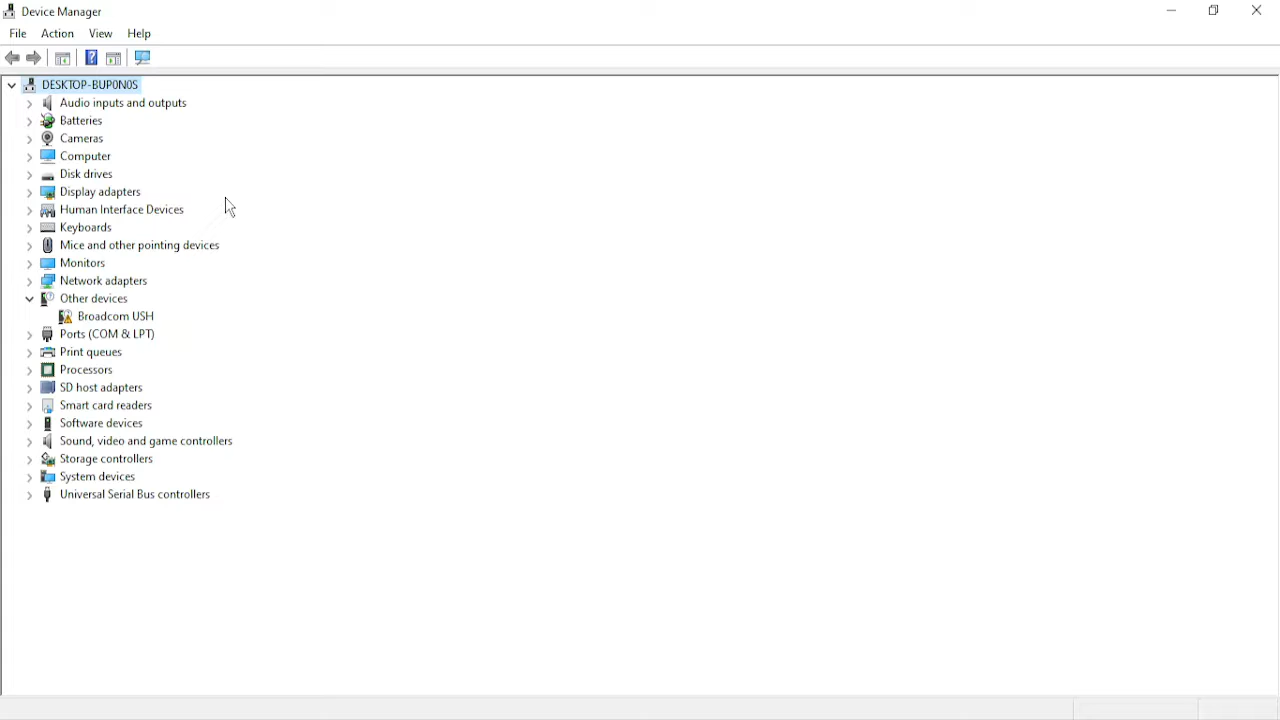 Device Manager
File Action View Help
DESKTOP-BUP0N0S
Audio inputs and outputs
Batteries
Cameras
Computer
Disk drives
Display adapters
Human Interface Devices
Keyboards
Mice and other pointing devices
Monitors
Network adapters
Other devices
Broadcom USH
Ports (COM & LPT)
Print queues
Processors
SD host adapters
Smart card readers
Software devices
Sound, video and game controllers
Storage controllers
System devices
Universal Serial Bus controllers